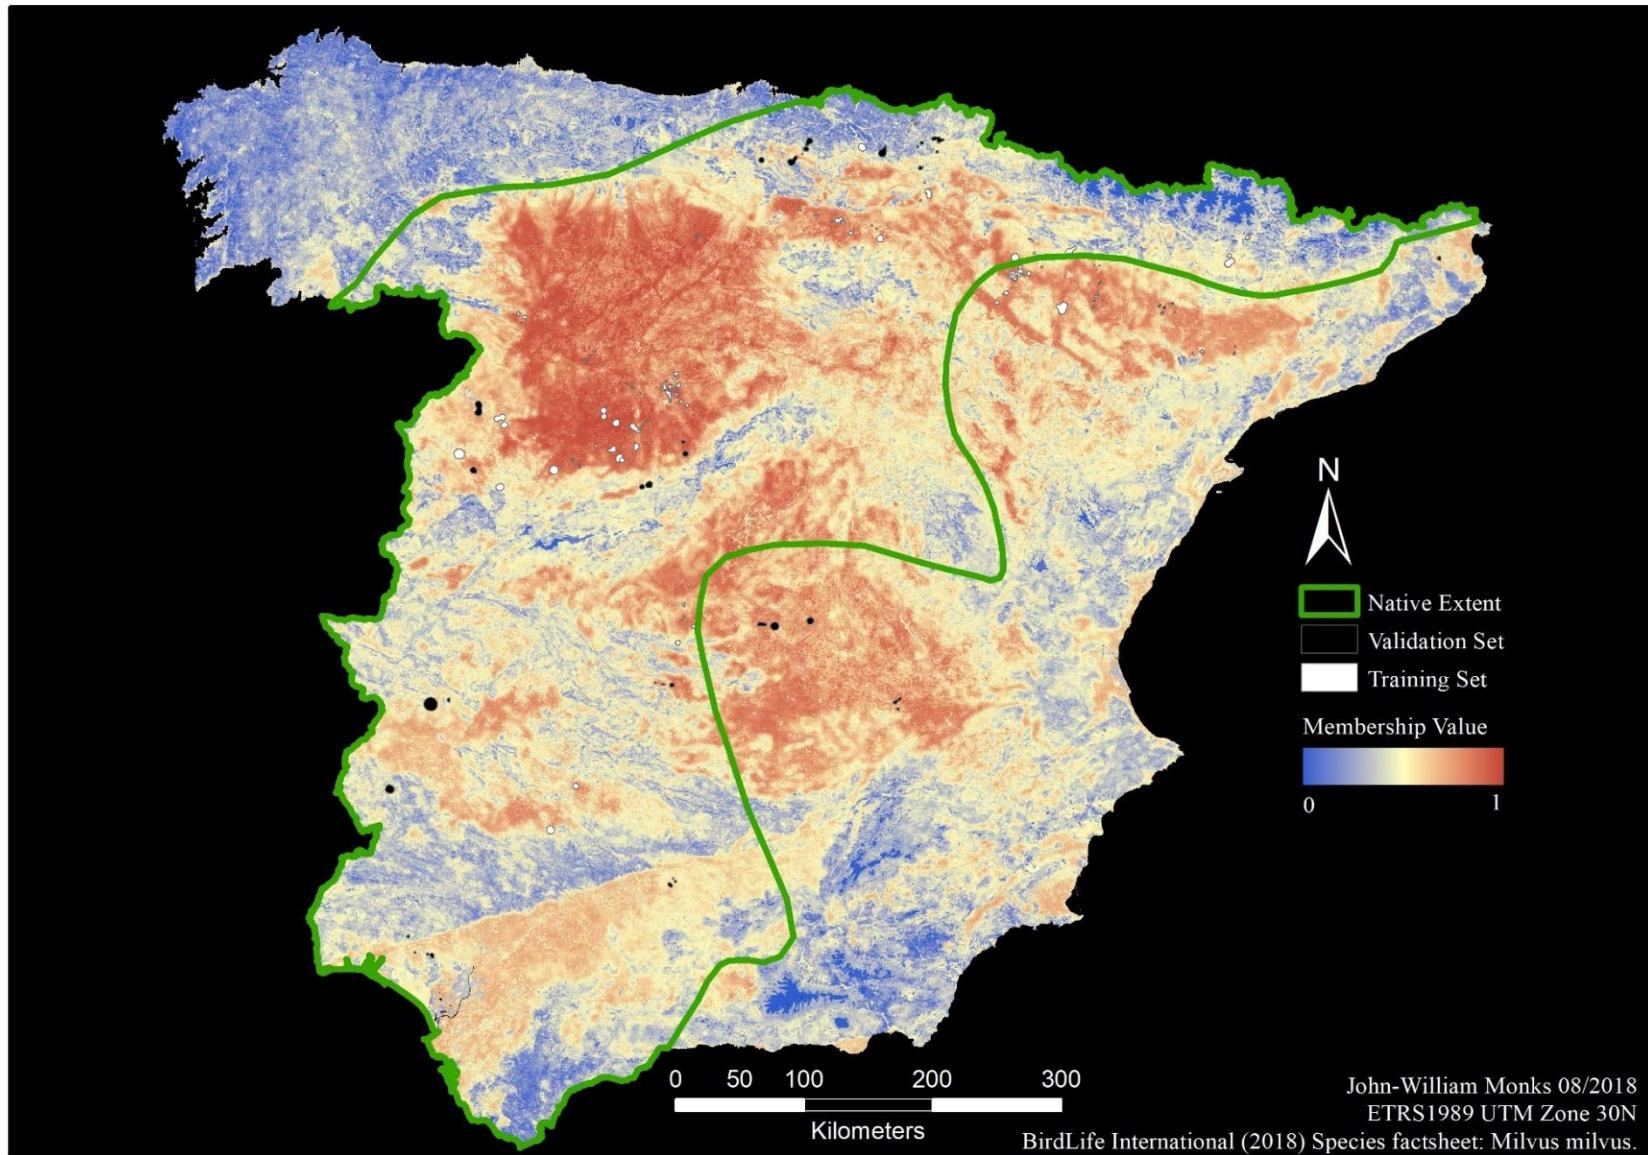 N
Native Extent
Validation Set
Training Set
Membership Value
0 1
0 50 100 200 300
Kilometers
John-William Monks 08/2018
ETRS1989 UTM Zone 30N
BirdLife International (2018) Species factsheet: Milvus milvus.